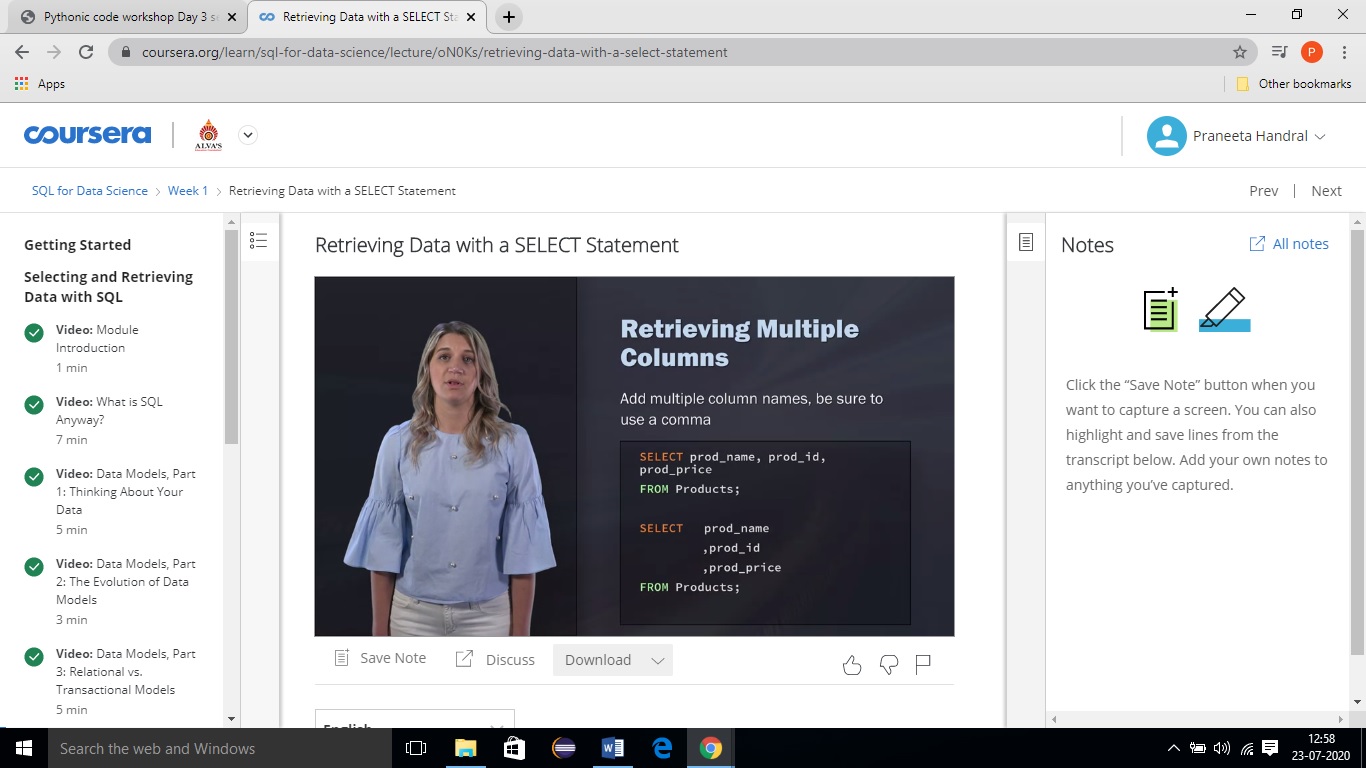 Pythonic code workshop Day 3 s
Retrieving Data with a SELECT Sta
coursera.org/learn/sql-for-data-science/lecture/oN0Ks/retrieving-data-with-a-select-statement
P
Apps
Other bookmarks
coursera
ALVA'S
Praneeta Handral
SQL for Data Science > Week 1 > Retrieving Data with a SELECT Statement
Prev | Next
Getting Started
Selecting and Retrieving
Data with SQL
Video: Module
Introduction
1 min
Video: What is SQL
Anyway?
7 min
Video: Data Models, Part
1: Thinking About Your
Data
5 min
Video: Data Models, Part
2: The Evolution of Data
Models
3 min
Video: Data Models, Part
3: Relational vs.
Transactional Models
5 min
Retrieving Data with a SELECT Statement
Retrieving Multiple
Columns
Add multiple column names, be sure to
use a comma
SELECT prod_name, prod_id,
prod_price
FROM Products;
SELECT prod_name
,prod_id
,prod_price
FROM Products;
Save Note
Discuss
Download
English
Notes
All notes
Click the “Save Note” button when you
want to capture a screen. You can also
highlight and save lines from the
transcript below. Add your own notes to
anything you’ve captured.
Search the web and Windows
12:58
23-07-2020